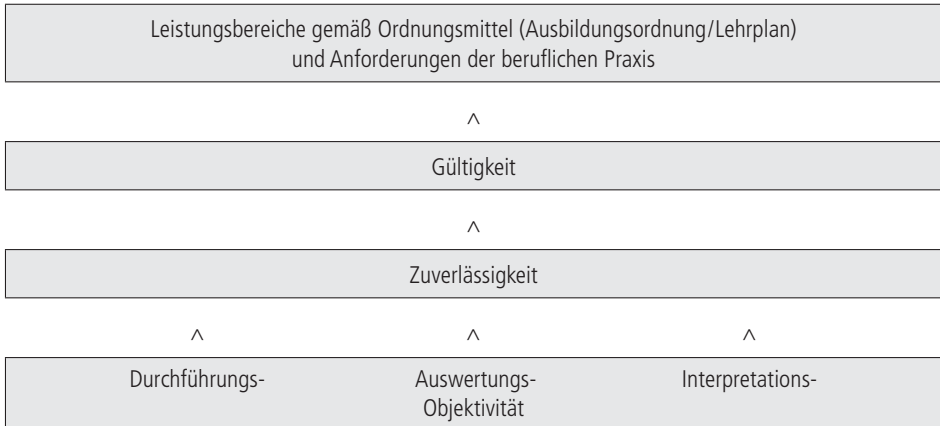 Leistungsbereiche gemäß Ordnungsmittel (Ausbildungsordnung/Lehrplan)
und Anforderungen der beruflichen Praxis
^
Gültigkeit
^
Zuverlässigkeit
^ ^ ^
Durchführungs- Auswertungs- Interpretations-
Objektivität